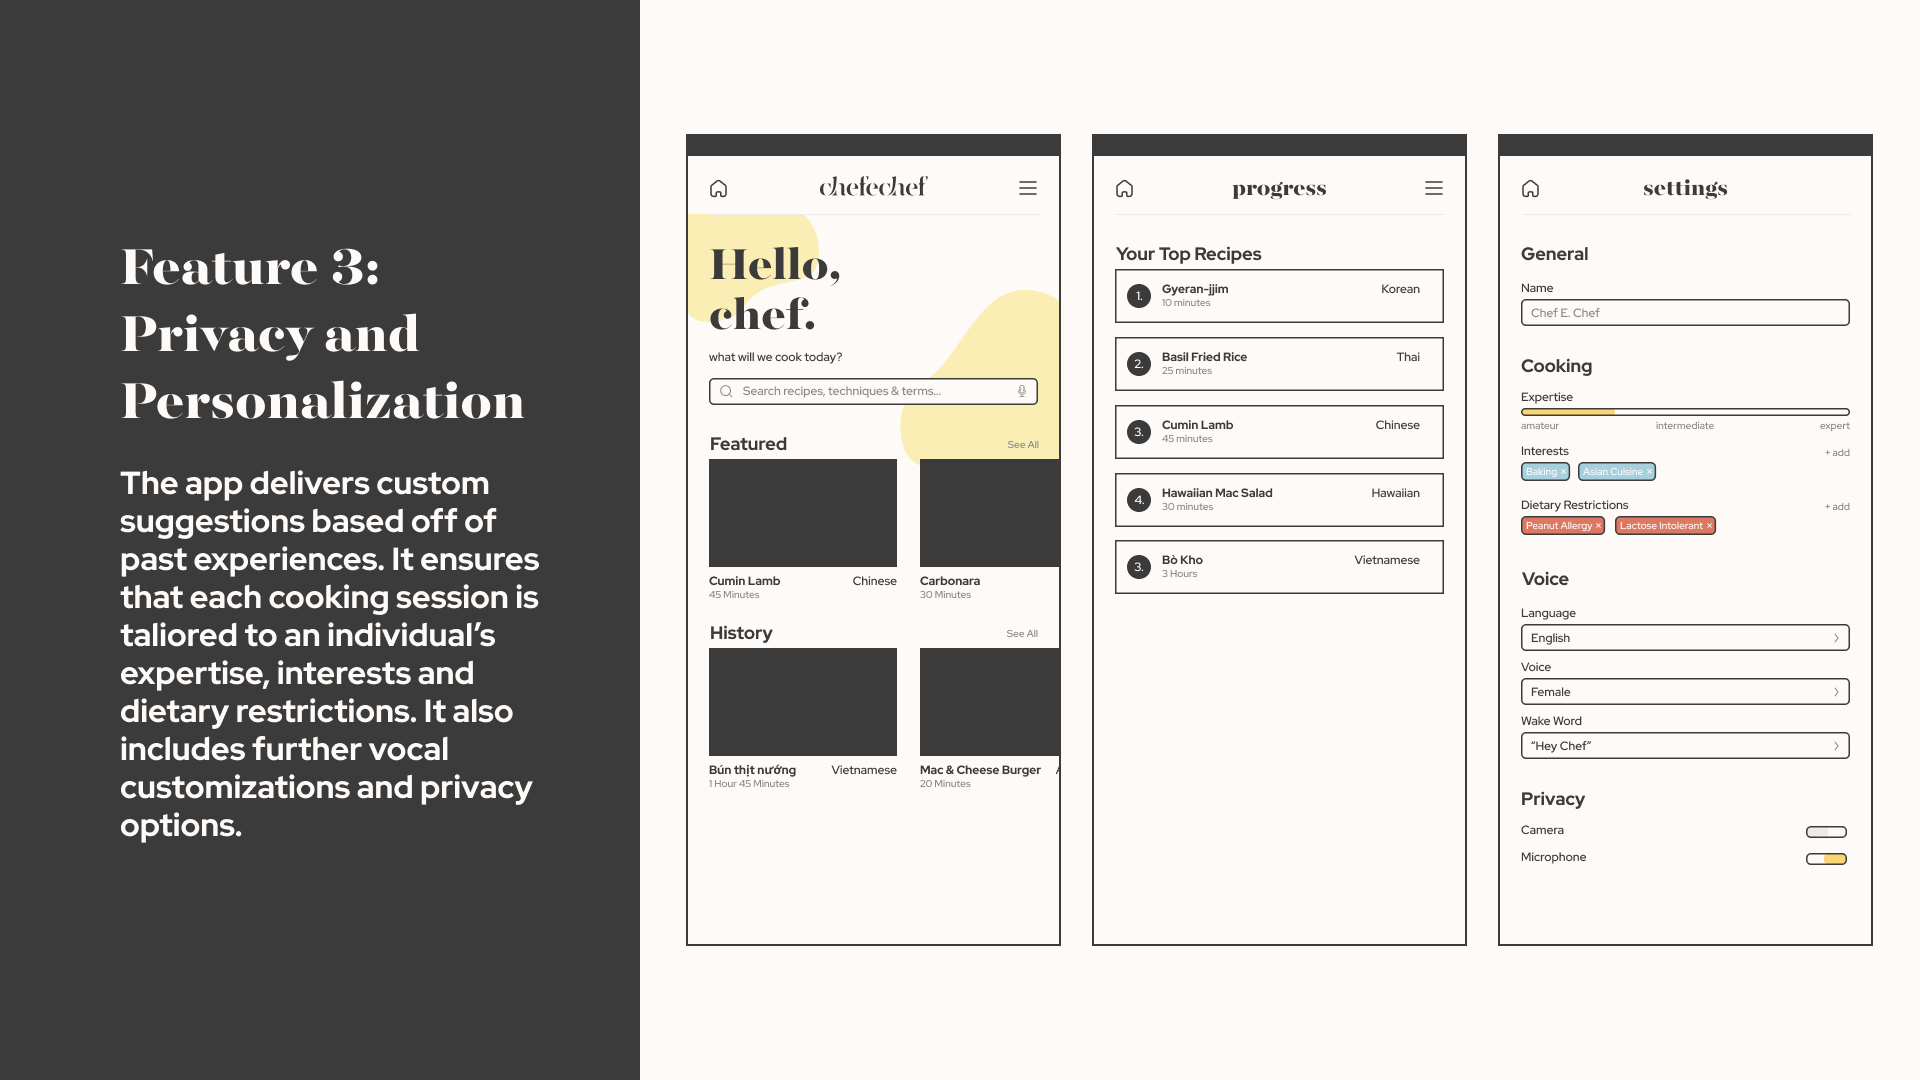 Feature 3:
Privacy and
Personalization
The app delivers custom
suggestions based off of
past experiences. It ensures
that each cooking session is
taliored to an individual’s
expertise, interests and
dietary restrictions. It also
includes further vocal
customizations and privacy
options.
chefechef
Hello,
chef.
what will we cook today?
Search recipes, techniques & terms...
Featured See All
Cumin Lamb Chinese Carbonara
45 Minutes 30 Minutes
History See All
Bún thịt nướng Vietnamese Mac & Cheese Burger
1 Hour 45 Minutes 20 Minutes
progress
Your Top Recipes
1. Gyeran-jjim Korean
10 minutes
2. Basil Fried Rice Thai
25 minutes
3. Cumin Lamb Chinese
45 minutes
4. Hawaiian Mac Salad Hawaiian
30 minutes
3. Bò Kho Vietnamese
3 Hours
settings
General
Name
Chef E. Chef
Cooking
Expertise
amateur intermediate expert
Interests + add
Baking × Asian Cuisine ×
Dietary Restrictions + add
Peanut Allergy × Lactose Intolerant ×
Voice
Language
English
Voice
Female
Wake Word
“Hey Chef”
Privacy
Camera
Microphone